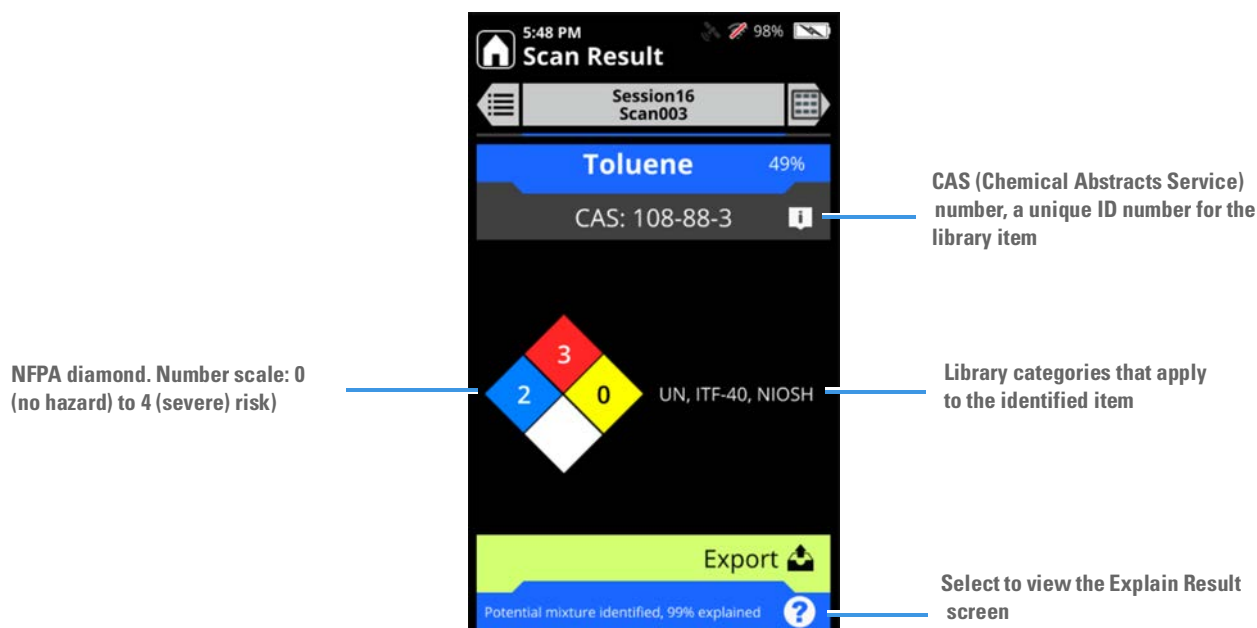 5:48 PM
98%
Scan Result
Session16
Scan003
Toluene 49%
CAS: 108-88-3
i
CAS (Chemical Abstracts Service)
number, a unique ID number for the
library item
NFPA diamond. Number scale: 0
(no hazard) to 4 (severe) risk)
3
2
0
UN, ITF-40, NIOSH
Library categories that apply
to the identified item
Export
Potential mixture identified, 99% explained
?
Select to view the Explain Result
screen